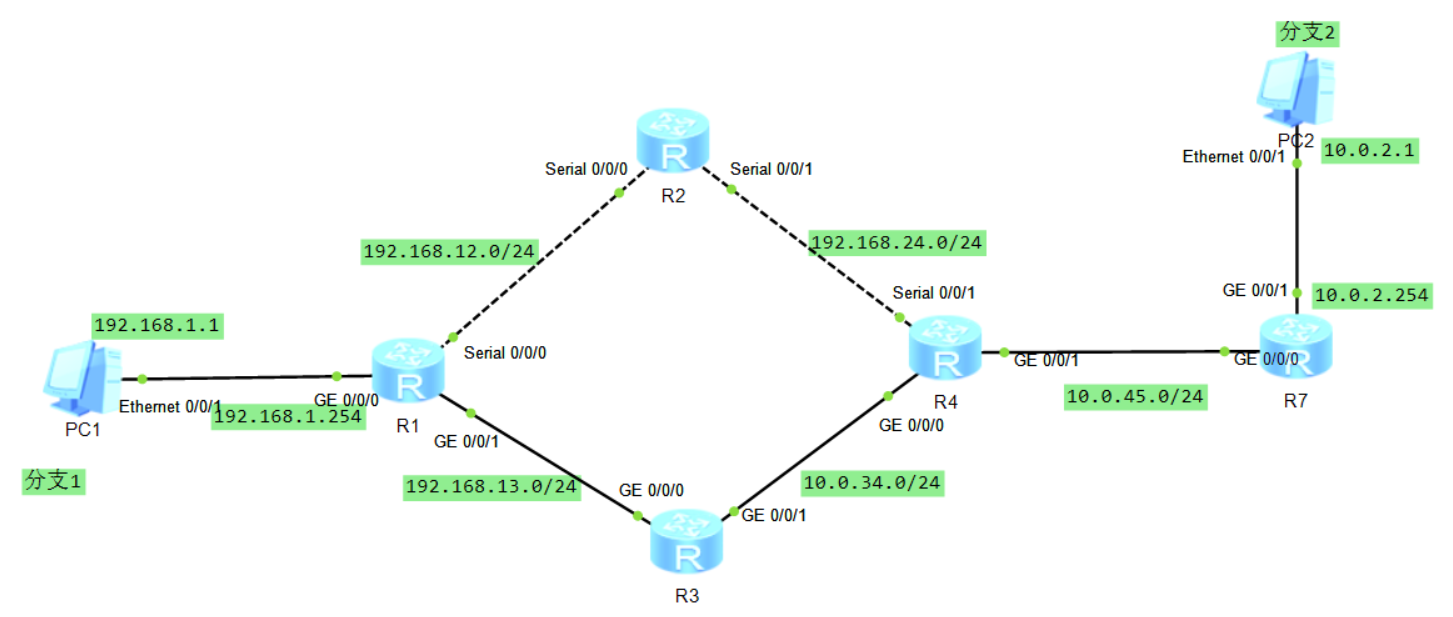 分支2
PC2
Ethernet 0/0/1
10.0.2.1
R2
Serial 0/0/0
Serial 0/0/1
192.168.12.0/24
192.168.24.0/24
Serial 0/0/1
GE 0/0/1
10.0.2.254
192.168.1.1
Serial 0/0/0
R4
GE 0/0/1
GE 0/0/0
R7
10.0.45.0/24
PC1
Ethernet 0/0/1
GE 0/0/0
192.168.1.254
R1
GE 0/0/1
GE 0/0/0
分支1
192.168.13.0/24
GE 0/0/0
10.0.34.0/24
GE 0/0/1
R3
R
R
R
R
R